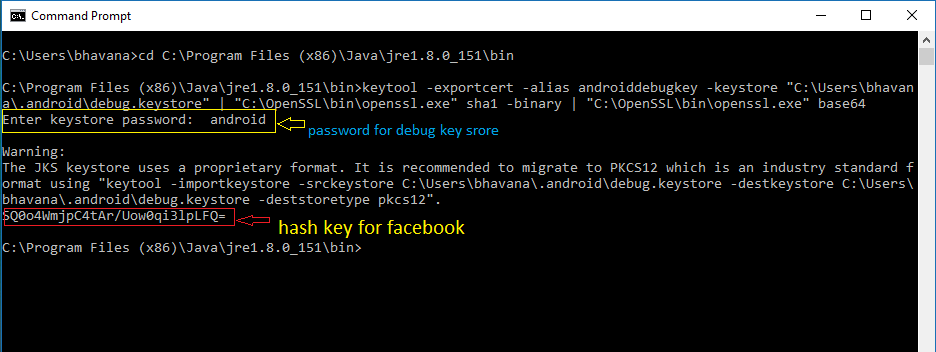 Command Prompt
C:\Users\bhavana>cd C:\Program Files (x86)\Java\jre1.8.0_151\bin
C:\Program Files (x86)\Java\jre1.8.0_151\bin>keytool -exportcert -alias androiddebugkey -keystore "C:\Users\bhavan
a\.android\debug.keystore" | "C:\OpenSSL\bin\openssl.exe" sha1 -binary | "C:\OpenSSL\bin\openssl.exe" base64
Enter keystore password:  android
password for debug key srore
Warning:
The JKS keystore uses a proprietary format. It is recommended to migrate to PKCS12 which is an industry standard f
ormat using "keytool -importkeystore -srckeystore C:\Users\bhavana\.android\debug.keystore -destkeystore C:\Users\
bhavana\.android\debug.keystore -deststoretype pkcs12".
SQ0o4WmjpC4tAr/Uow0qi3lpLFQ=
hash key for facebook
C:\Program Files (x86)\Java\jre1.8.0_151\bin>